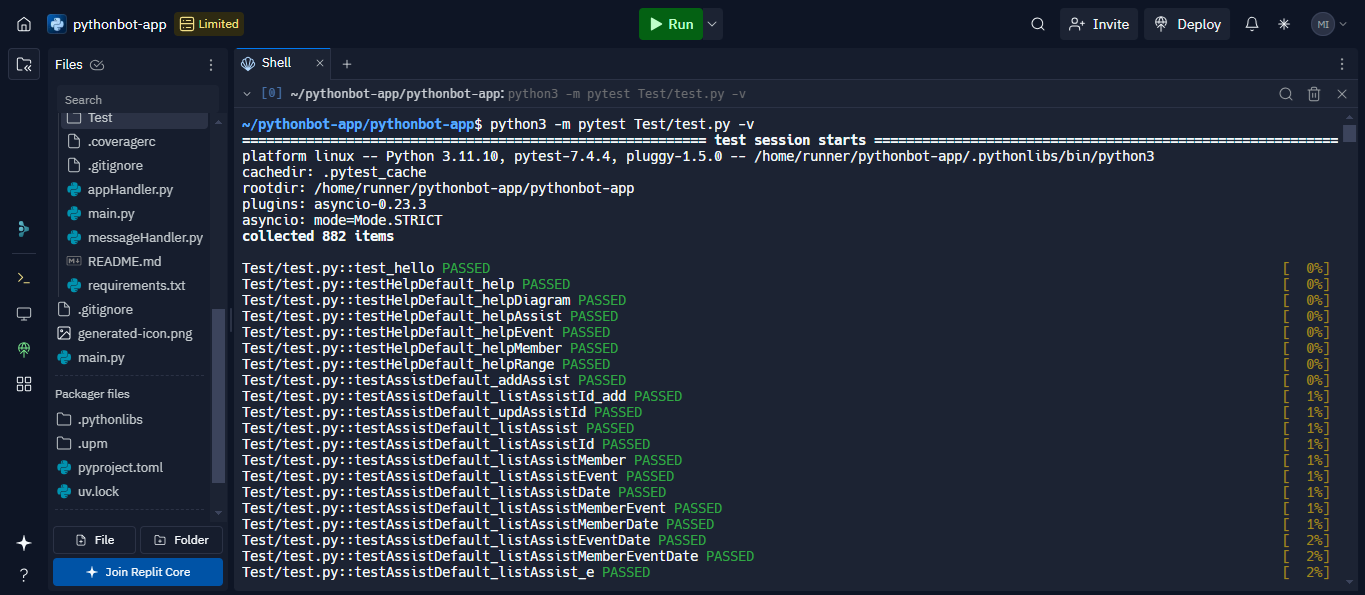 pythonbot-app
Limited
Run
Invite
Deploy
MI
Files
Search
Test
.coveragerc
.gitignore
appHandler.py
main.py
messageHandler.py
README.md
requirements.txt
.gitignore
generated-icon.png
main.py
Packager files
.pythonlibs
.upm
pyproject.toml
uv.lock
File
Folder
Join Replit Core
Shell
[0] ~/pythonbot-app/pythonbot-app: python3 -m pytest Test/test.py -v
~/pythonbot-app/pythonbot-app$ python3 -m pytest Test/test.py -v
========================================================== test session starts ==========================================================
platform linux -- Python 3.11.10, pytest-7.4.4, pluggy-1.5.0 -- /home/runner/pythonbot-app/.pythonlibs/bin/python3
cachedir: .pytest_cache
rootdir: /home/runner/pythonbot-app/pythonbot-app
plugins: asyncio-0.23.3
asyncio: mode=Mode.STRICT
collected 882 items
Test/test.py::test_hello PASSED [  0%]
Test/test.py::testHelpDefault_help PASSED [  0%]
Test/test.py::testHelpDefault_helpDiagram PASSED [  0%]
Test/test.py::testHelpDefault_helpAssist PASSED [  0%]
Test/test.py::testHelpDefault_helpEvent PASSED [  0%]
Test/test.py::testHelpDefault_helpMember PASSED [  0%]
Test/test.py::testHelpDefault_helpRange PASSED [  0%]
Test/test.py::testAssistDefault_addAssist PASSED [  0%]
Test/test.py::testAssistDefault_listAssistId_add PASSED [  1%]
Test/test.py::testAssistDefault_updAssistId PASSED [  1%]
Test/test.py::testAssistDefault_listAssist PASSED [  1%]
Test/test.py::testAssistDefault_listAssistId PASSED [  1%]
Test/test.py::testAssistDefault_listAssistMember PASSED [  1%]
Test/test.py::testAssistDefault_listAssistEvent PASSED [  1%]
Test/test.py::testAssistDefault_listAssistDate PASSED [  1%]
Test/test.py::testAssistDefault_listAssistMemberEvent PASSED [  1%]
Test/test.py::testAssistDefault_listAssistMemberDate PASSED [  1%]
Test/test.py::testAssistDefault_listAssistEventDate PASSED [  2%]
Test/test.py::testAssistDefault_listAssistMemberEventDate PASSED [  2%]
Test/test.py::testAssistDefault_listAssist_e PASSED [  2%]